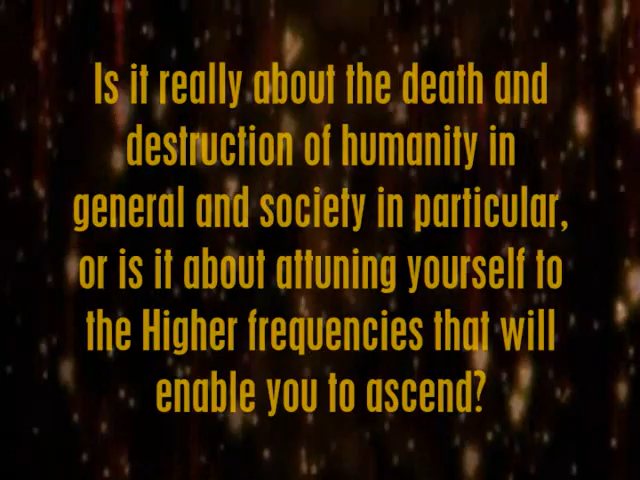 Is it really about the death and
destruction of humanity in
general and society in particular,
or is it about attuning yourself to
the Higher frequencies that will
enable you to ascend?